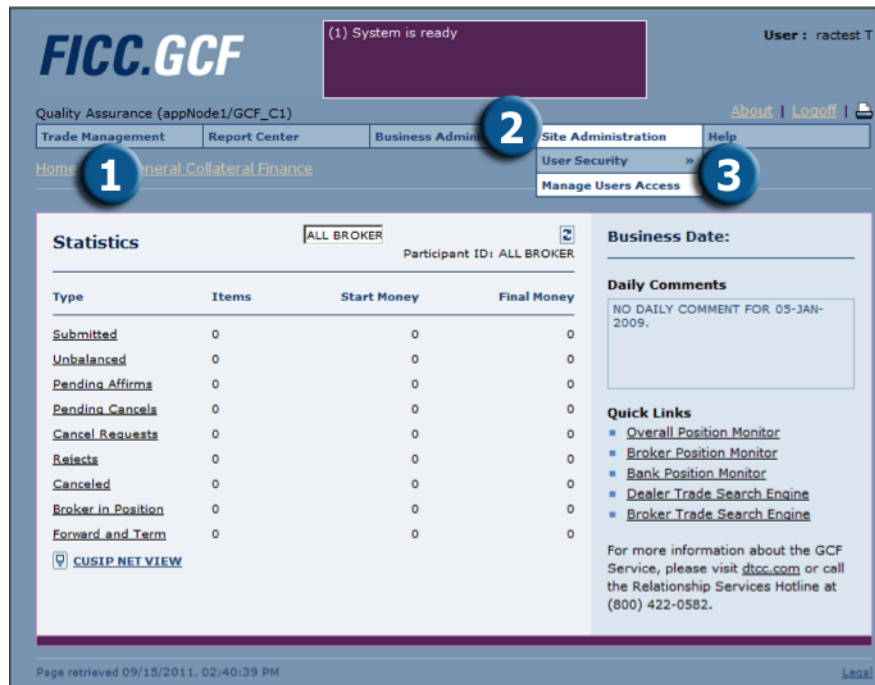 FICC.GCF
(1) System is ready
User : ractest T
Quality Assurance (appNode1/GCF_C1)
About | Logoff |
Trade Management Report Center Business 2 Site Administration Help
Home 1 Collateral Finance
User Security »
Manage Users Access 3
Statistics
ALL BROKER
Participant ID: ALL BROKER
Type Items Start Money Final Money
Submitted 0 0 0
Unbalanced 0 0 0
Pending Affirms 0 0 0
Pending Cancels 0 0 0
Cancel Requests 0 0 0
Rejects 0 0 0
Canceled 0 0 0
Broker in Position 0 0 0
Forward and Term 0 0 0
CUSIP NET VIEW
Business Date:
Daily Comments
NO DAILY COMMENT FOR 05-JAN-
2009.
Quick Links
Overall Position Monitor
Broker Position Monitor
Bank Position Monitor
Dealer Trade Search Engine
Broker Trade Search Engine
For more information about the GCF
Service, please visit dtcc.com or call
the Relationship Services Hotline at
(800) 422-0582.
Page retrieved 09/15/2011, 02:40:39 PM
Legal